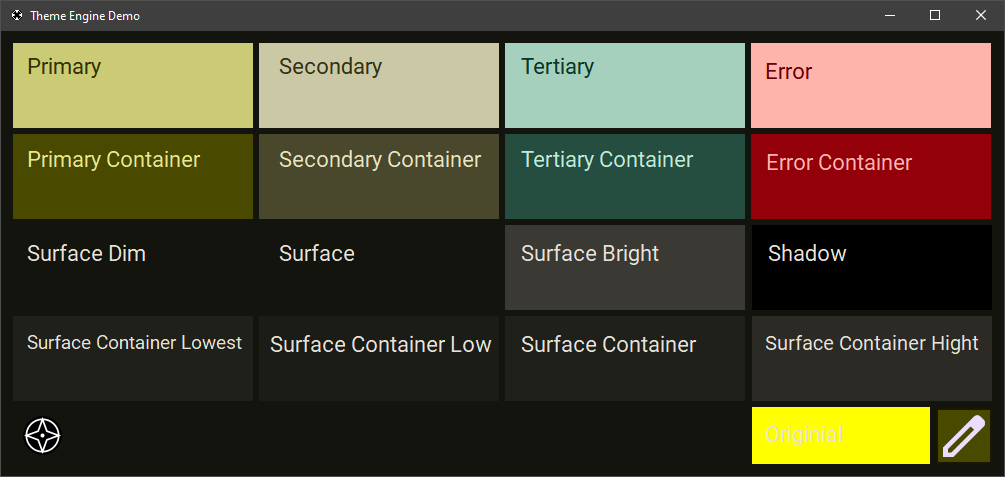 Theme Engine Demo
Primary
Secondary
Tertiary
Error
Primary Container
Secondary Container
Tertiary Container
Error Container
Surface Dim
Surface
Surface Bright
Shadow
Surface Container Lowest
Surface Container Low
Surface Container
Surface Container Hight
Originial